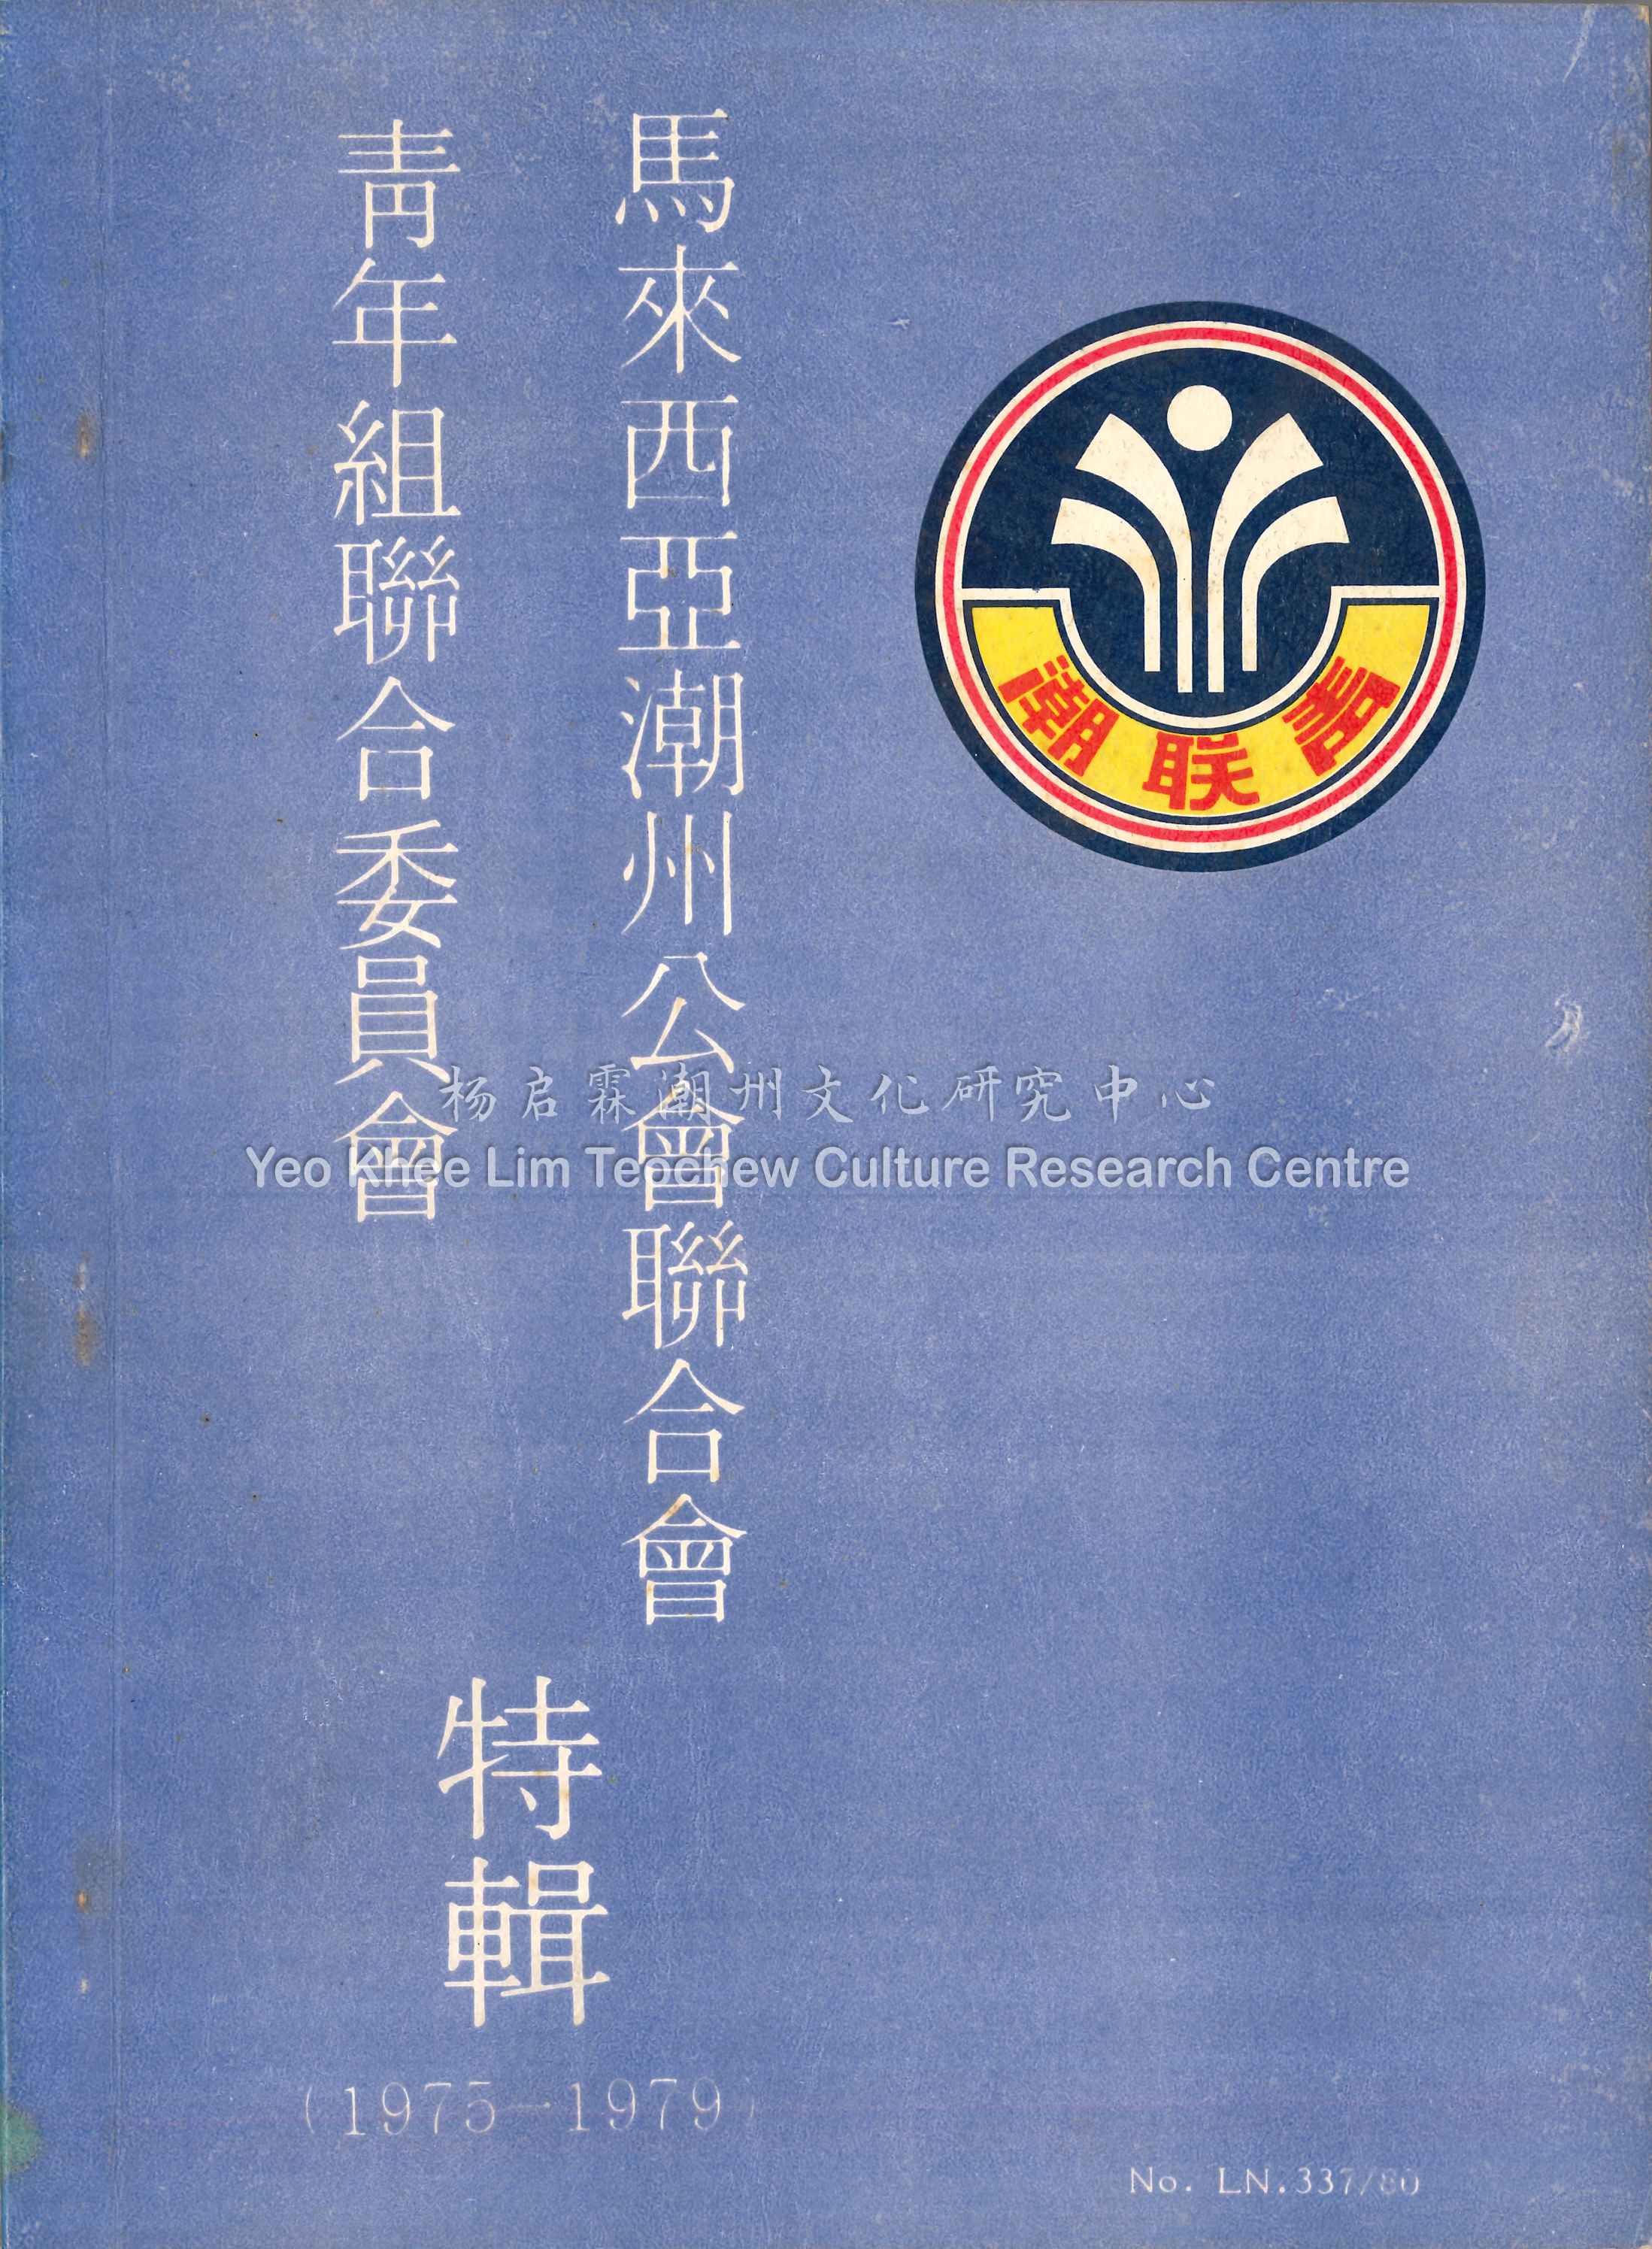 馬來西亞潮州公會聯合會
青年組聯合委員會
特輯
(1975—1979)
潮联青
杨启霖潮州文化研究中心
Yeo Khee Lim Teochew Culture Research Centre
No. LN.337/80